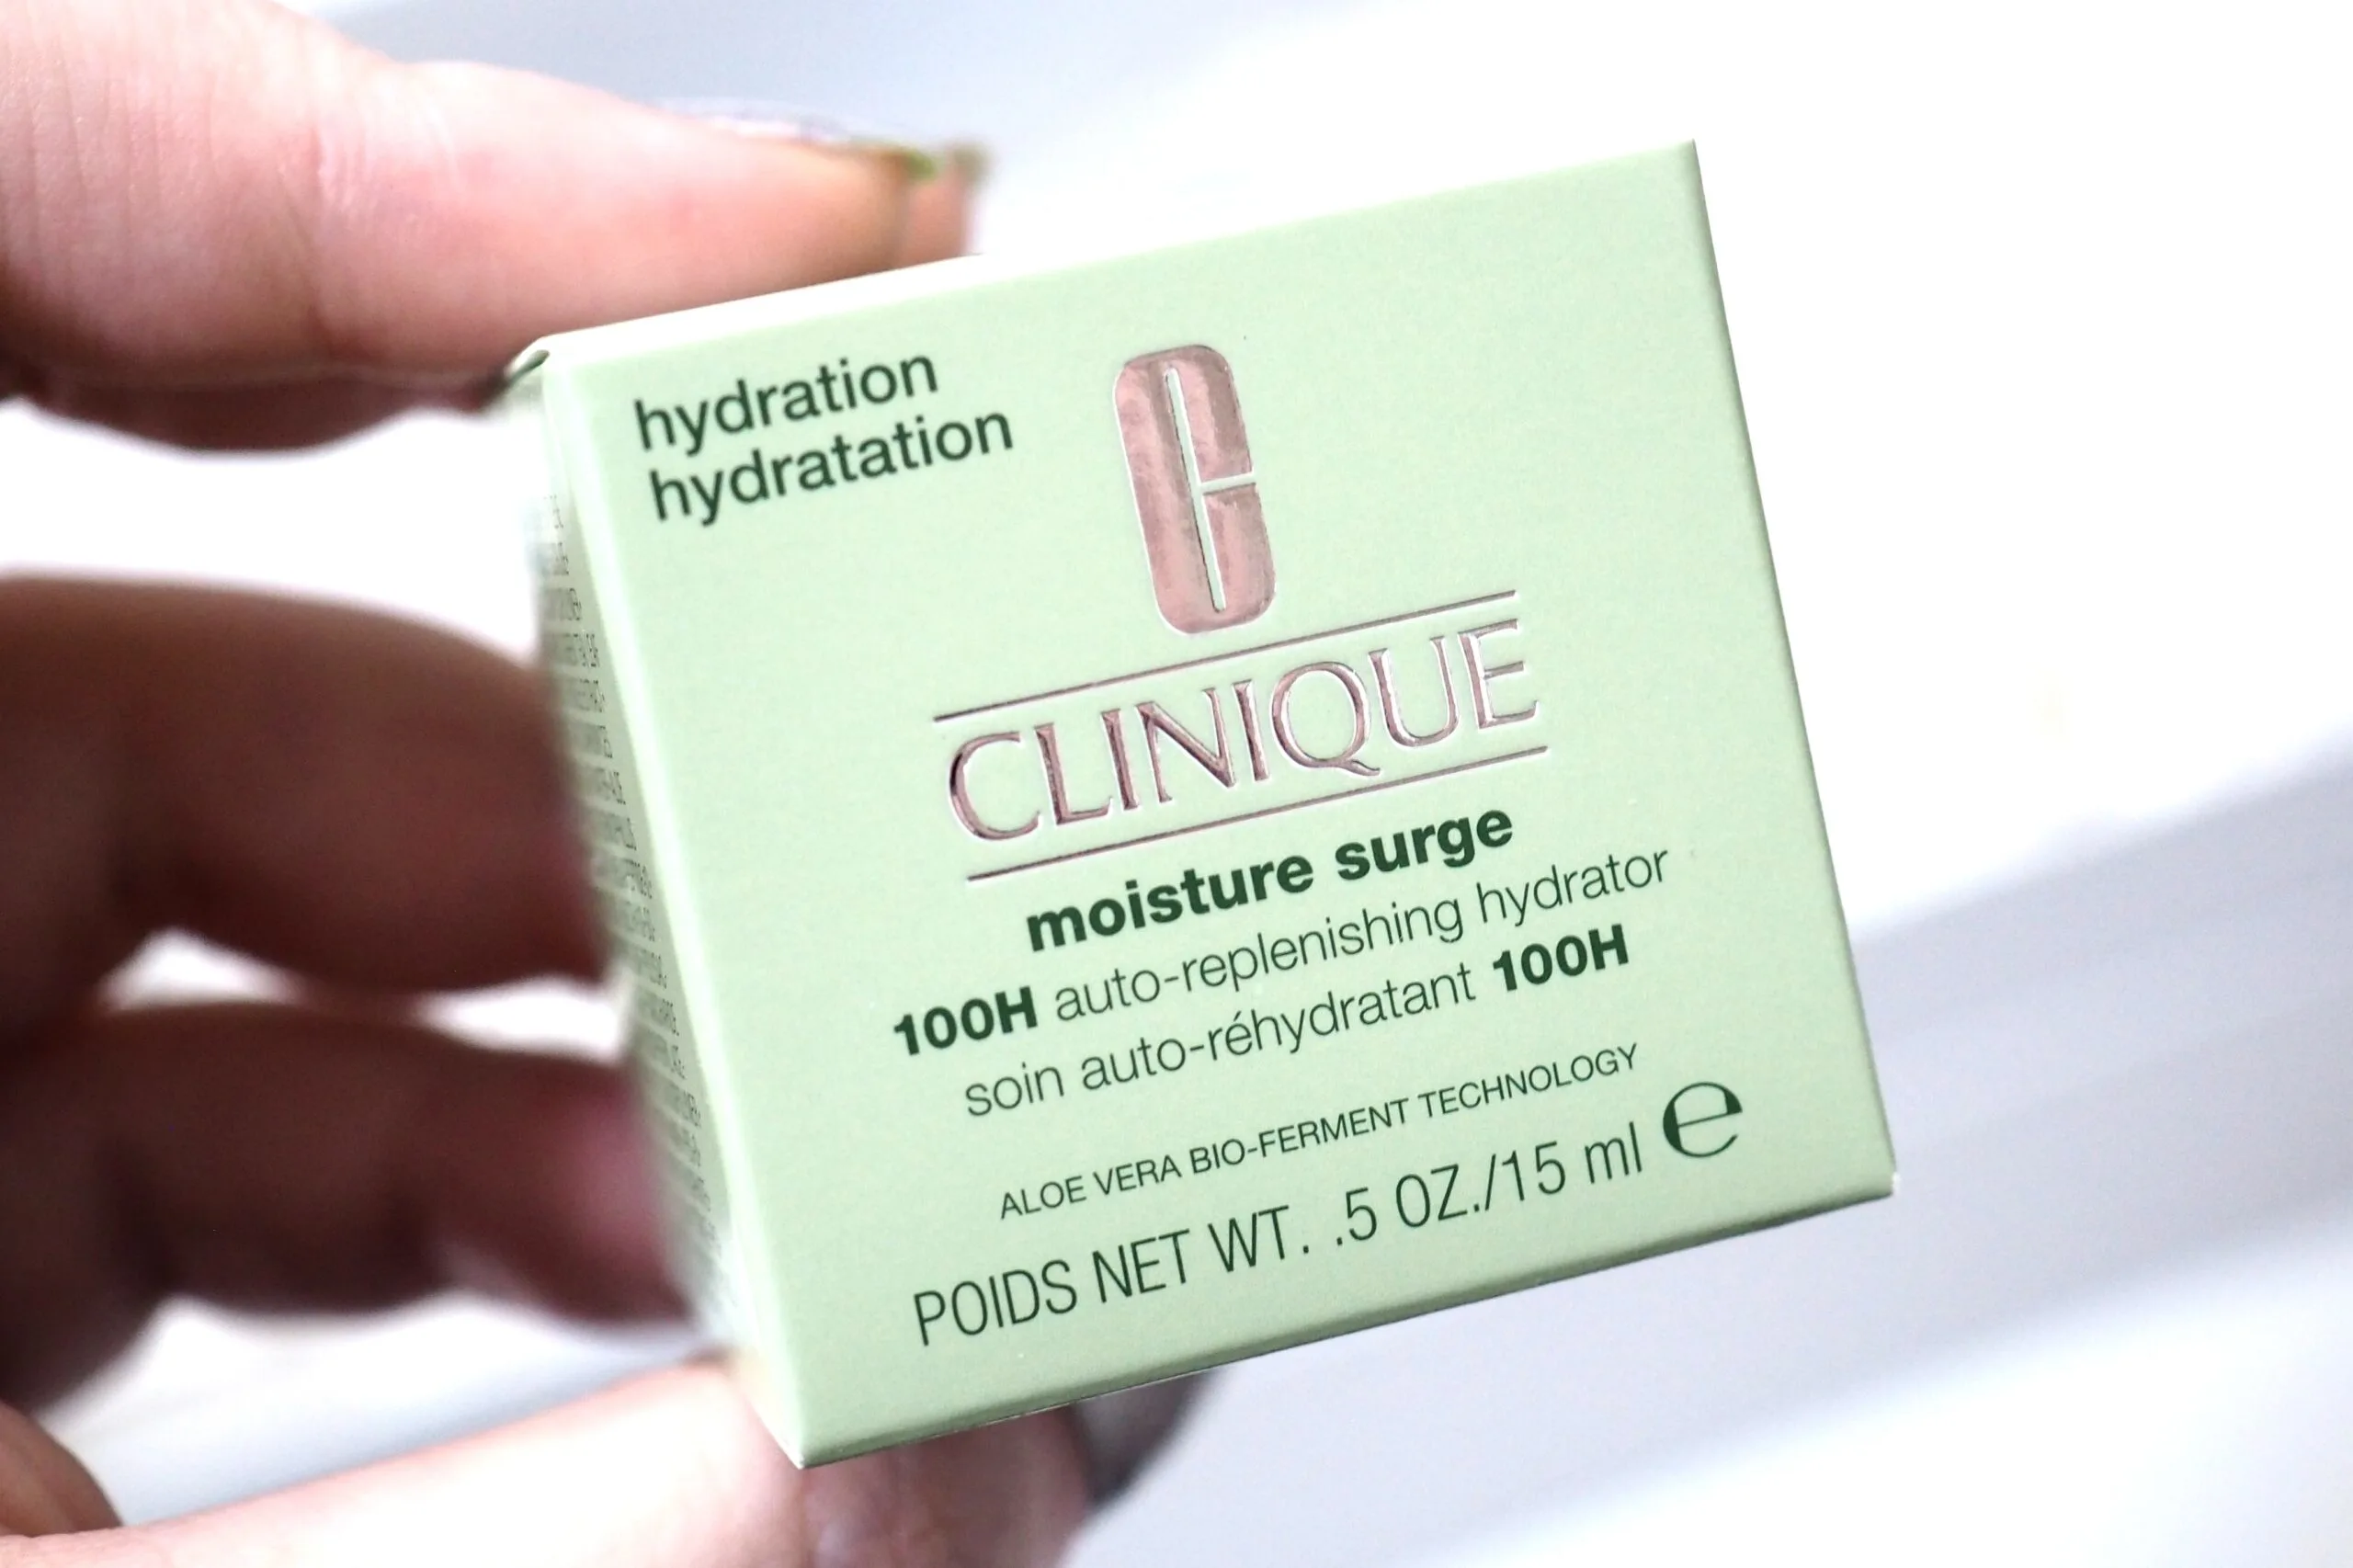 hydration
hydratation
C
CLINIQUE
moisture surge
100H auto-replenishing hydrator
soin auto-réhydratant 100H
ALOE VERA BIO-FERMENT TECHNOLOGY
POIDS NET WT. .5 OZ./15 ml ℮